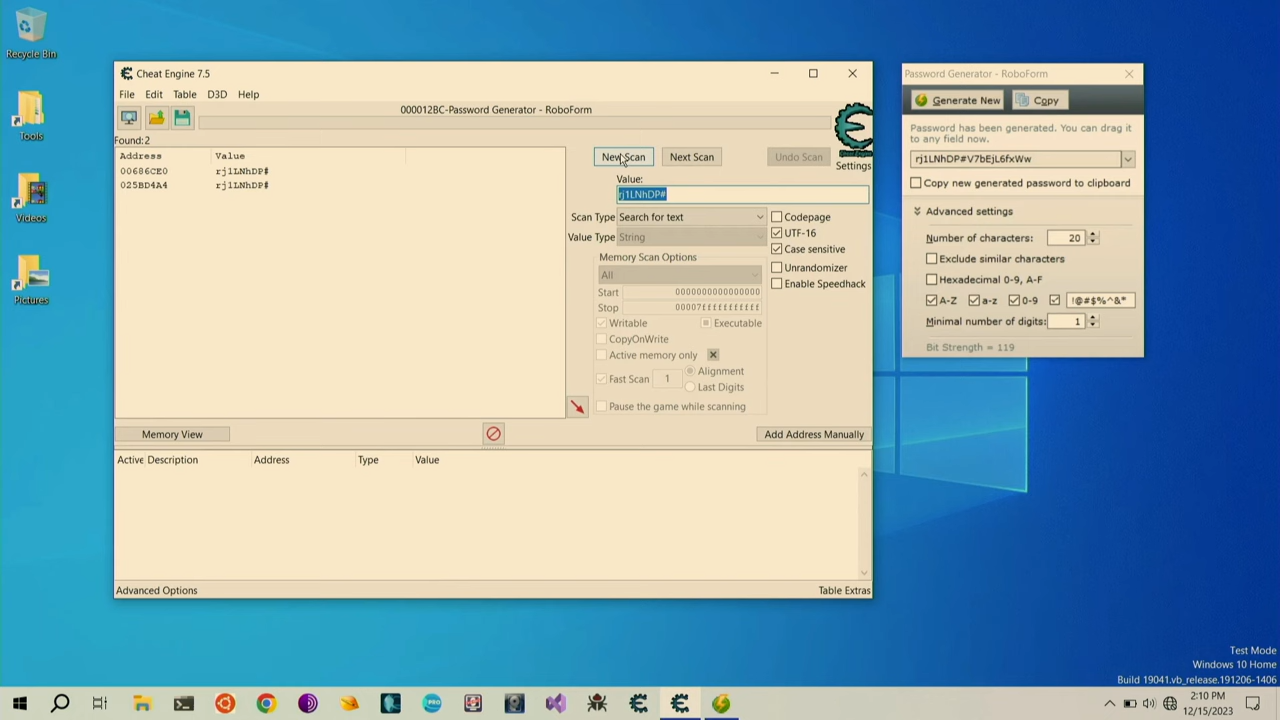 Recycle Bin
Tools
Videos
Pictures
Cheat Engine 7.5
File Edit Table D3D Help
000012BC-Password Generator - RoboForm
Found:2
Address Value
00686CE0 rj1LNhDP#
025BD4A4 rj1LNhDP#
New Scan Next Scan Undo Scan
Settings
Value:
rj1LNhDP#
Scan Type Search for text
Value Type String
Codepage
UTF-16
Case sensitive
Unrandomizer
Enable Speedhack
Memory Scan Options
All
Start 0000000000000000
Stop 00007fffffffffff
Writable Executable
CopyOnWrite
Active memory only
Fast Scan 1 Alignment
Last Digits
Pause the game while scanning
Memory View Add Address Manually
Active Description Address Type Value
Advanced Options Table Extras
Password Generator - RoboForm
Generate New Copy
Password has been generated. You can drag it
to any field now.
rj1LNhDP#V7bEjL6fxWw
Copy new generated password to clipboard
Advanced settings
Number of characters: 20
Exclude similar characters
Hexadecimal 0-9, A-F
A-Z a-z 0-9 !@#$%^&*
Minimal number of digits: 1
Bit Strength = 119
Test Mode
Windows 10 Home
Build 19041.vb_release.191206-1406
PRO
2:10 PM
12/15/2023